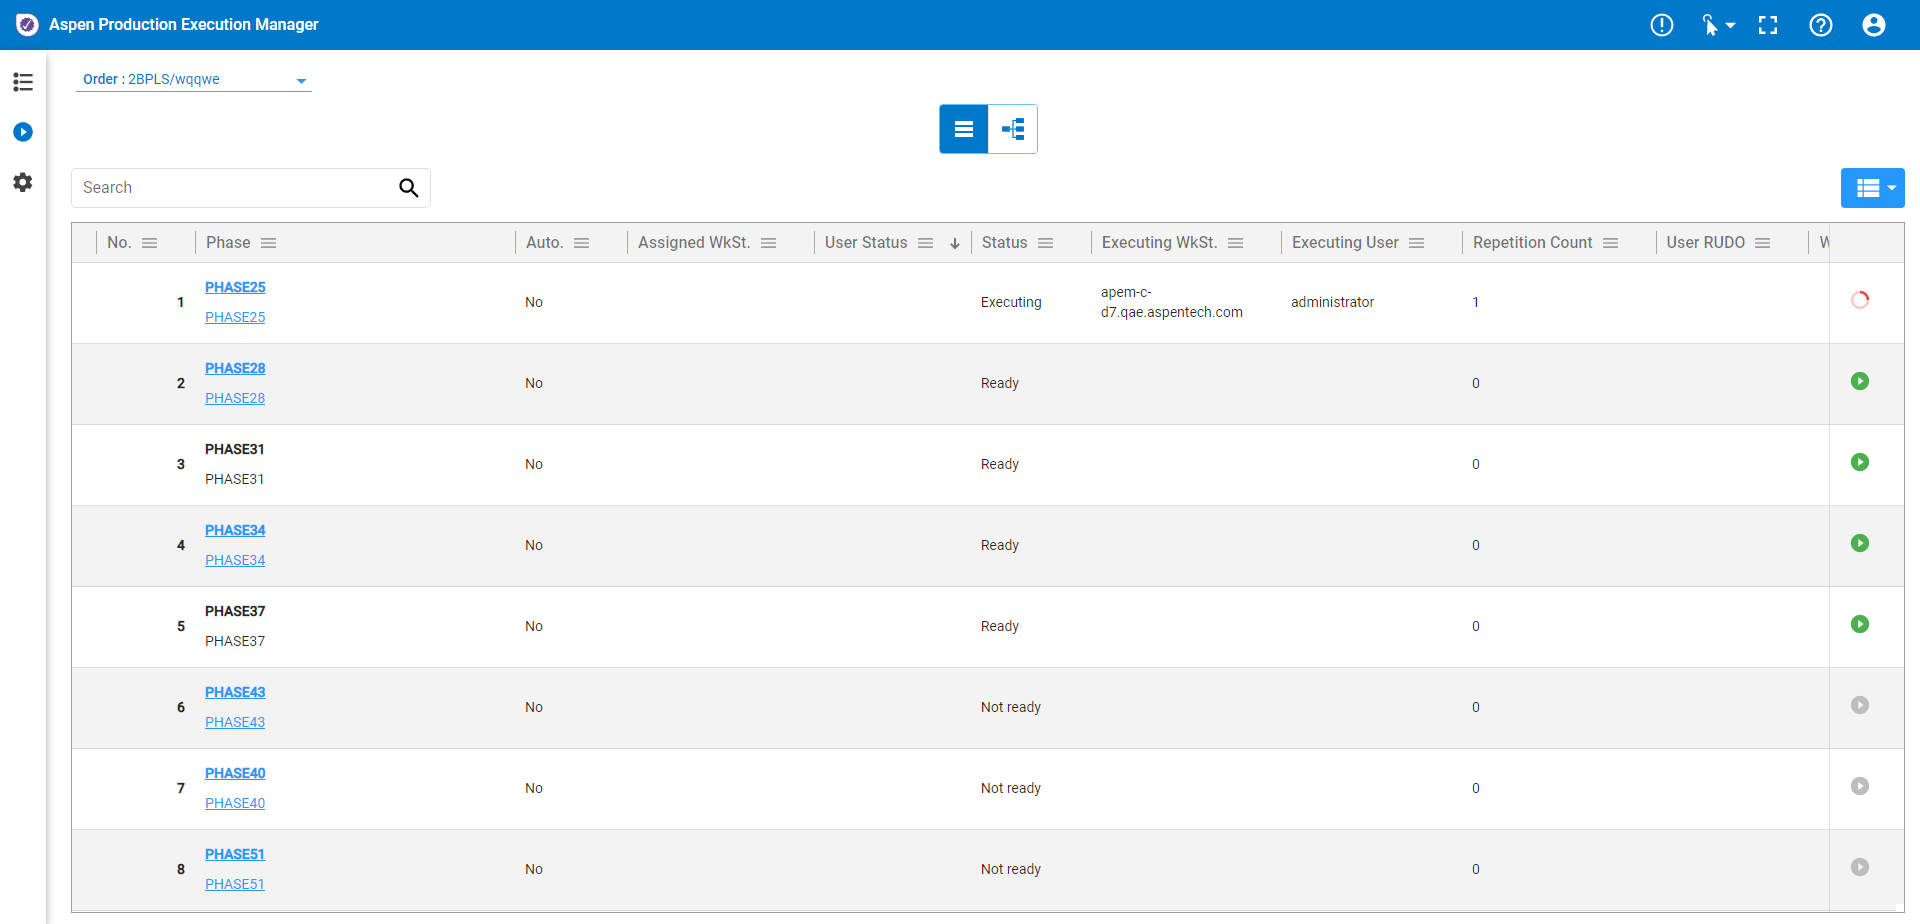 Aspen Production Execution Manager
Order : 2BPLS/wqqwe
Search
No. Phase Auto. Assigned WkSt. User Status Status Executing WkSt. Executing User Repetition Count User RUDO
1 PHASE25 PHASE25 No Executing apem-c-d7.qae.aspentech.com administrator 1
2 PHASE28 PHASE28 No Ready 0
3 PHASE31 PHASE31 No Ready 0
4 PHASE34 PHASE34 No Ready 0
5 PHASE37 PHASE37 No Ready 0
6 PHASE43 PHASE43 No Not ready 0
7 PHASE40 PHASE40 No Not ready 0
8 PHASE51 PHASE51 No Not ready 0